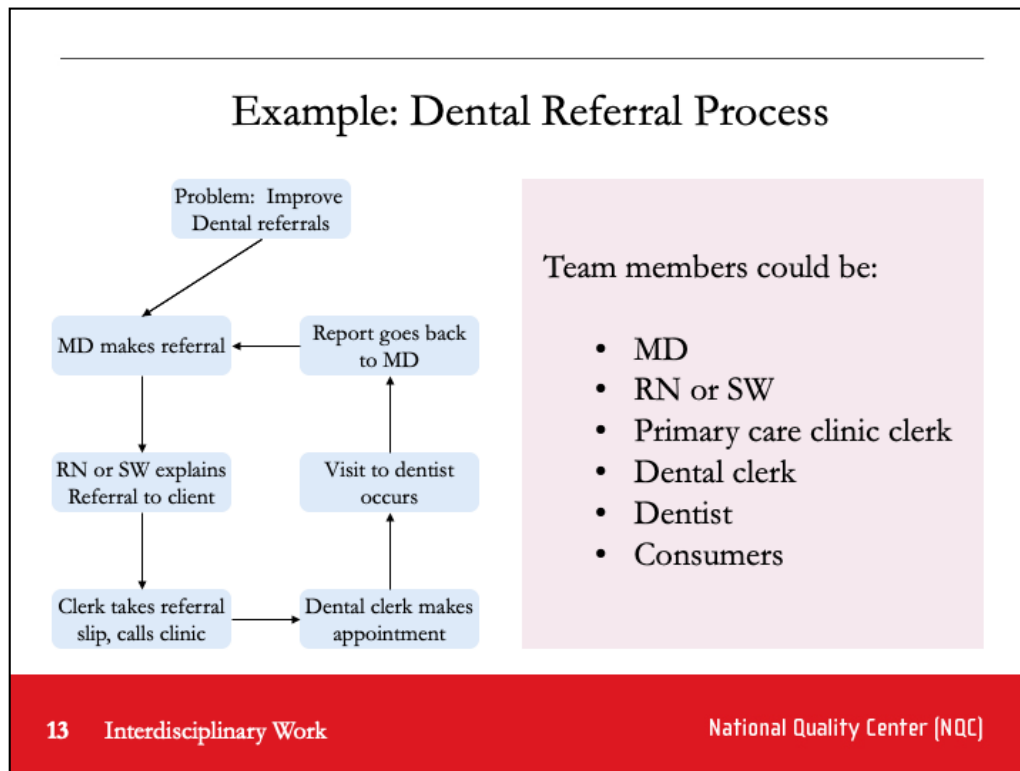 Example: Dental Referral Process
Problem: Improve
Dental referrals
MD makes referral
RN or SW explains
Referral to client
Clerk takes referral
slip, calls clinic
Dental clerk makes
appointment
Visit to dentist
occurs
Report goes back
to MD
Team members could be:
• MD
• RN or SW
• Primary care clinic clerk
• Dental clerk
• Dentist
• Consumers
13 Interdisciplinary Work
National Quality Center (NQC)